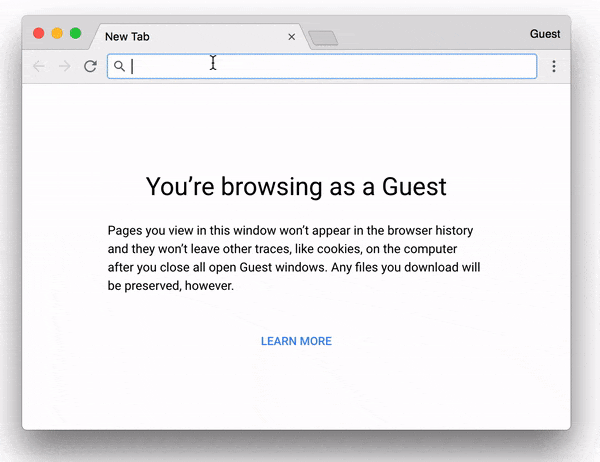 New Tab
Guest
You’re browsing as a Guest
Pages you view in this window won’t appear in the browser history
and they won’t leave other traces, like cookies, on the computer
after you close all open Guest windows. Any files you download will
be preserved, however.
LEARN MORE